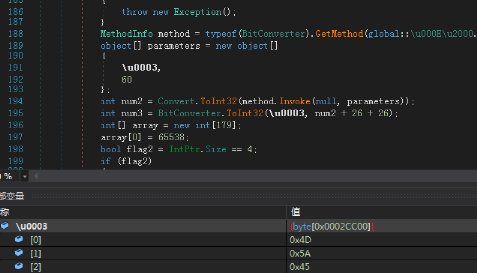 186 throw new Exception();
187 }
188 MethodInfo method = typeof(BitConverter).GetMethod(global::\u000E\u2000.
189 object[] parameters = new object[]
190 {
191 \u0003,
192 60
193 };
194 int num2 = Convert.ToInt32(method.Invoke(null, parameters));
195 int num3 = BitConverter.ToInt32(\u0003, num2 + 26 + 26);
196 int[] array = new int[179];
197 array[0] = 65538;
198 bool flag2 = IntPtr.Size == 4;
199 if (flag2)
%
部变量
称 值
\u0003 {byte[0x0002CC00]}
[0] 0x4D
[1] 0x5A
[2] 0x45